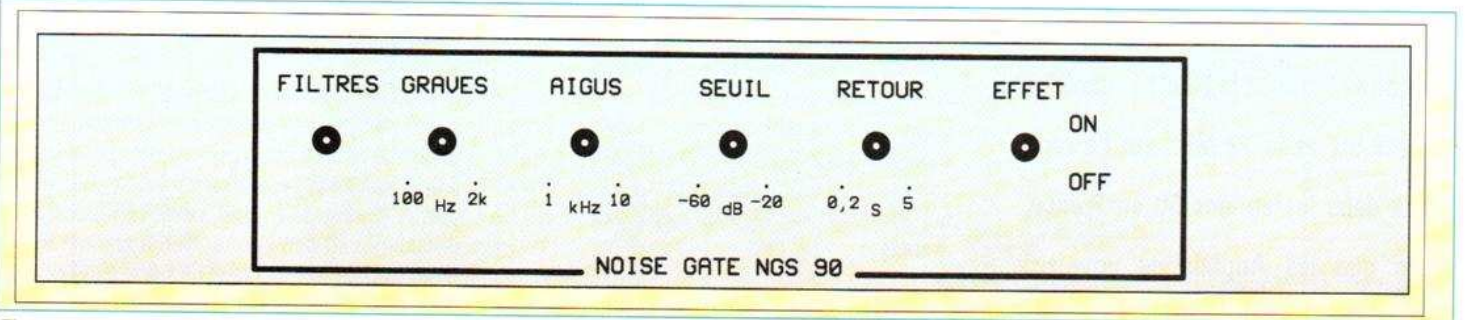 FILTRES GRAVES AIGUS SEUIL RETOUR EFFET
ON
OFF
100 Hz 2k 1 kHz 10 -60 dB -20 0,2 S 5
NOISE GATE NGS 90